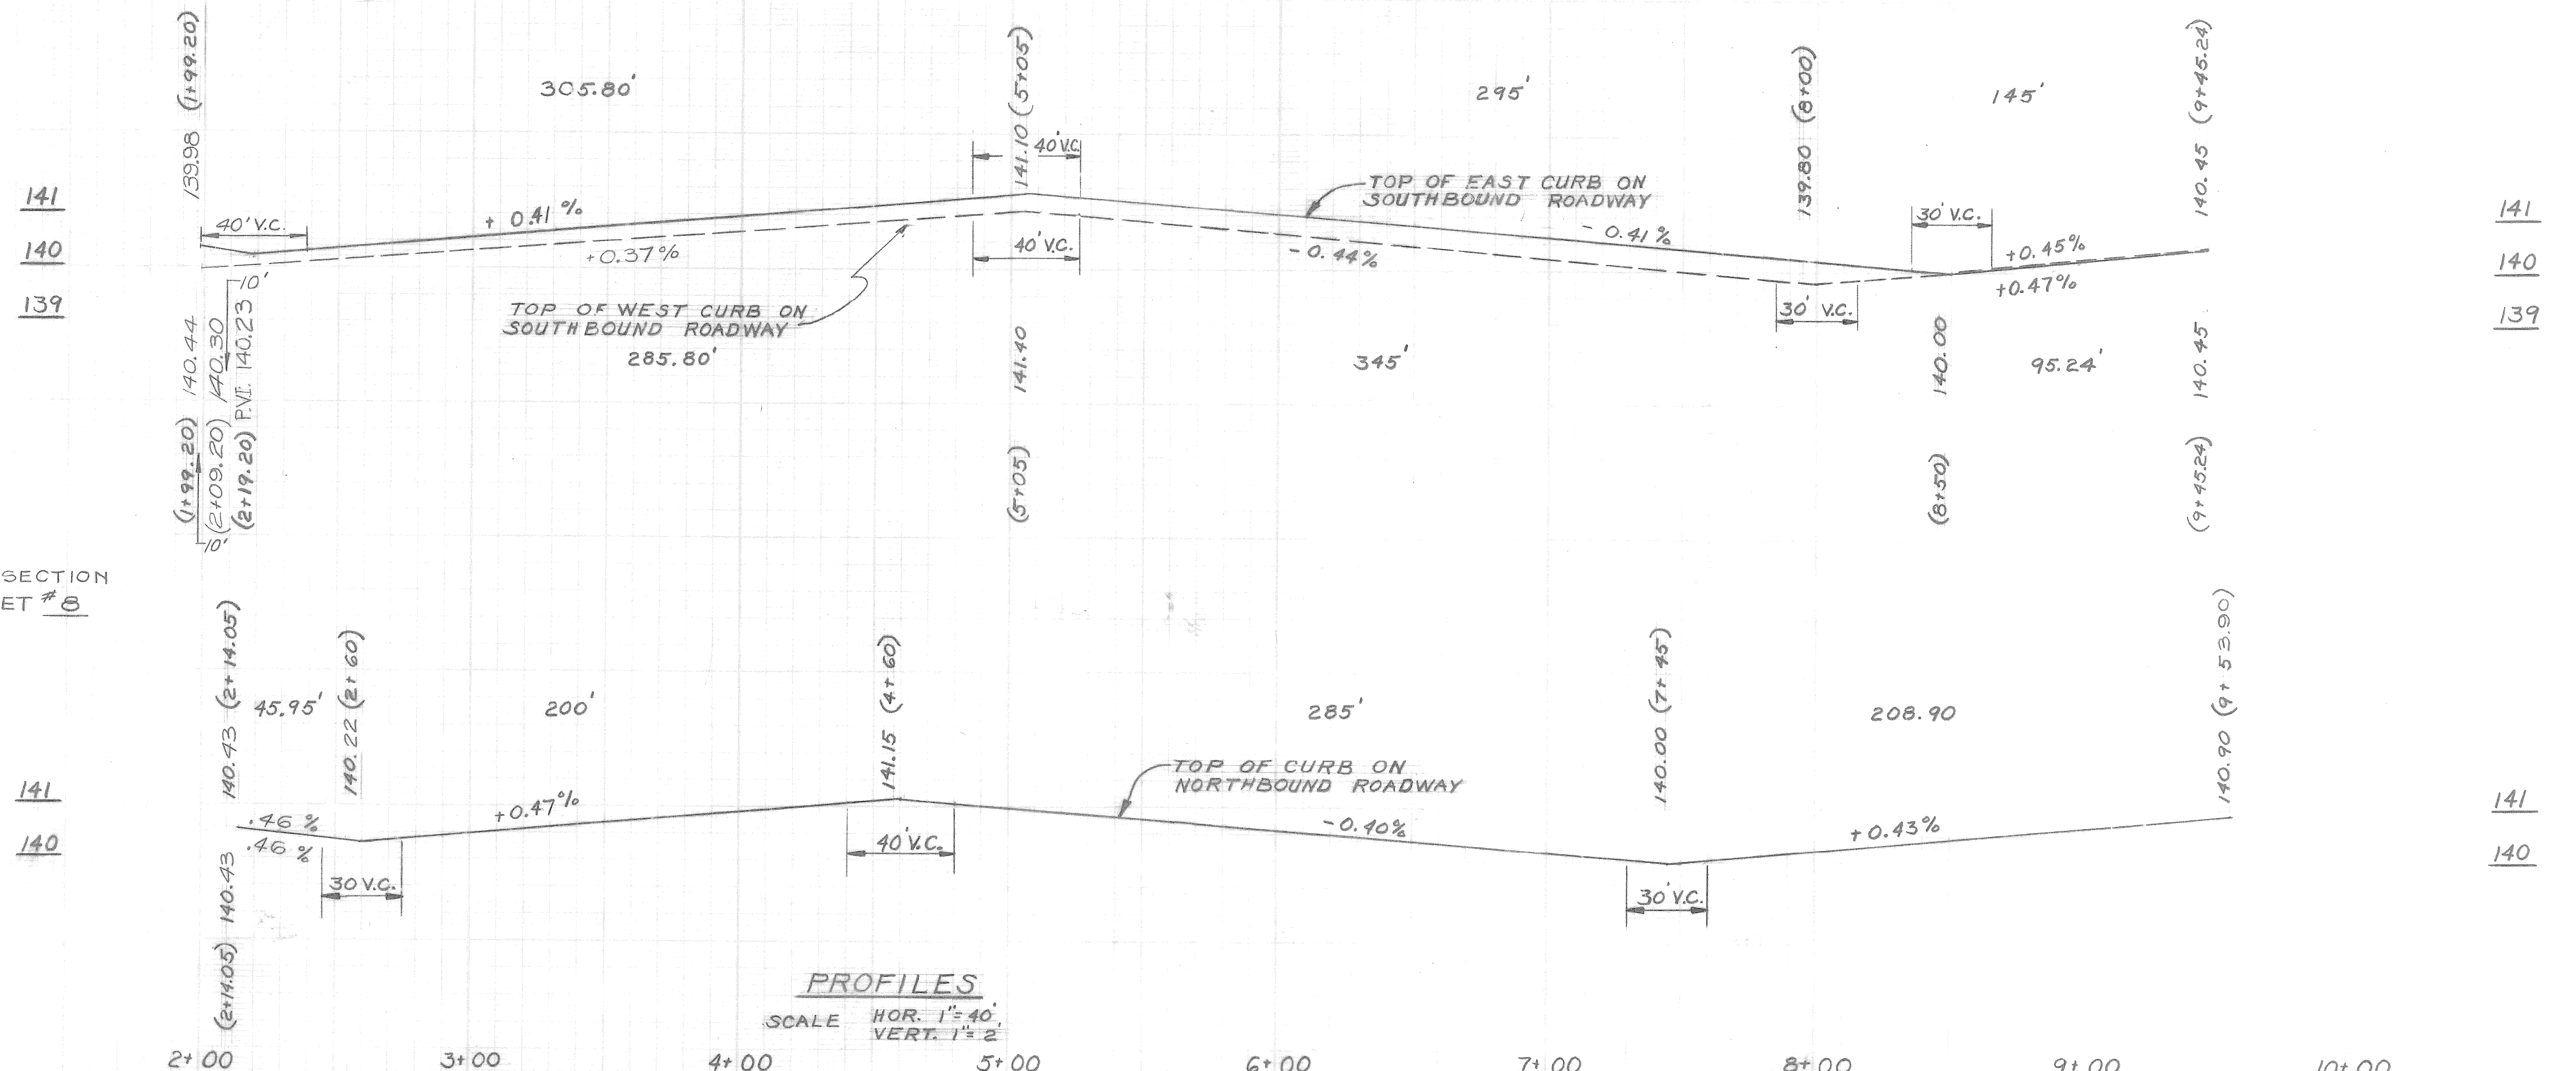 139.98 (1+99.20)
305.80'
141.10 (5+05)
295'
139.80 (8+00)
145'
140.45 (9+45.24)
40' V.C.
141
40' V.C.
+ 0.41 %
TOP OF EAST CURB ON
SOUTHBOUND ROADWAY
30' V.C.
141
140
+0.37%
40' V.C.
- 0.44%
- 0.41%
+0.45%
140
+0.47%
139
10'
TOP OF WEST CURB ON
SOUTHBOUND ROADWAY
30' V.C.
139
285.80'
345'
95.24'
(1+99.20) 140.44
(2+09.20) 140.30
(2+19.20) P.V.I. 140.23
10'
(5+05) 141.40
(8+50) 140.00
(9+45.24) 140.45
SECTION
ET # 8
140.43 (2+14.05)
45.95'
140.22 (2+60)
200'
141.15 (4+60)
285'
140.00 (7+45)
208.90
140.90 (9+53.90)
141
.46 %
+0.47%
TOP OF CURB ON
NORTHBOUND ROADWAY
141
140
.46 %
40' V.C.
-0.40%
+0.43%
140
30 V.C.
30' V.C.
(2+14.05) 140.43
PROFILES
SCALE HOR. 1"= 40'
VERT. 1"= 2'
2+00 3+00 4+00 5+00 6+00 7+00 8+00 9+00 10+00